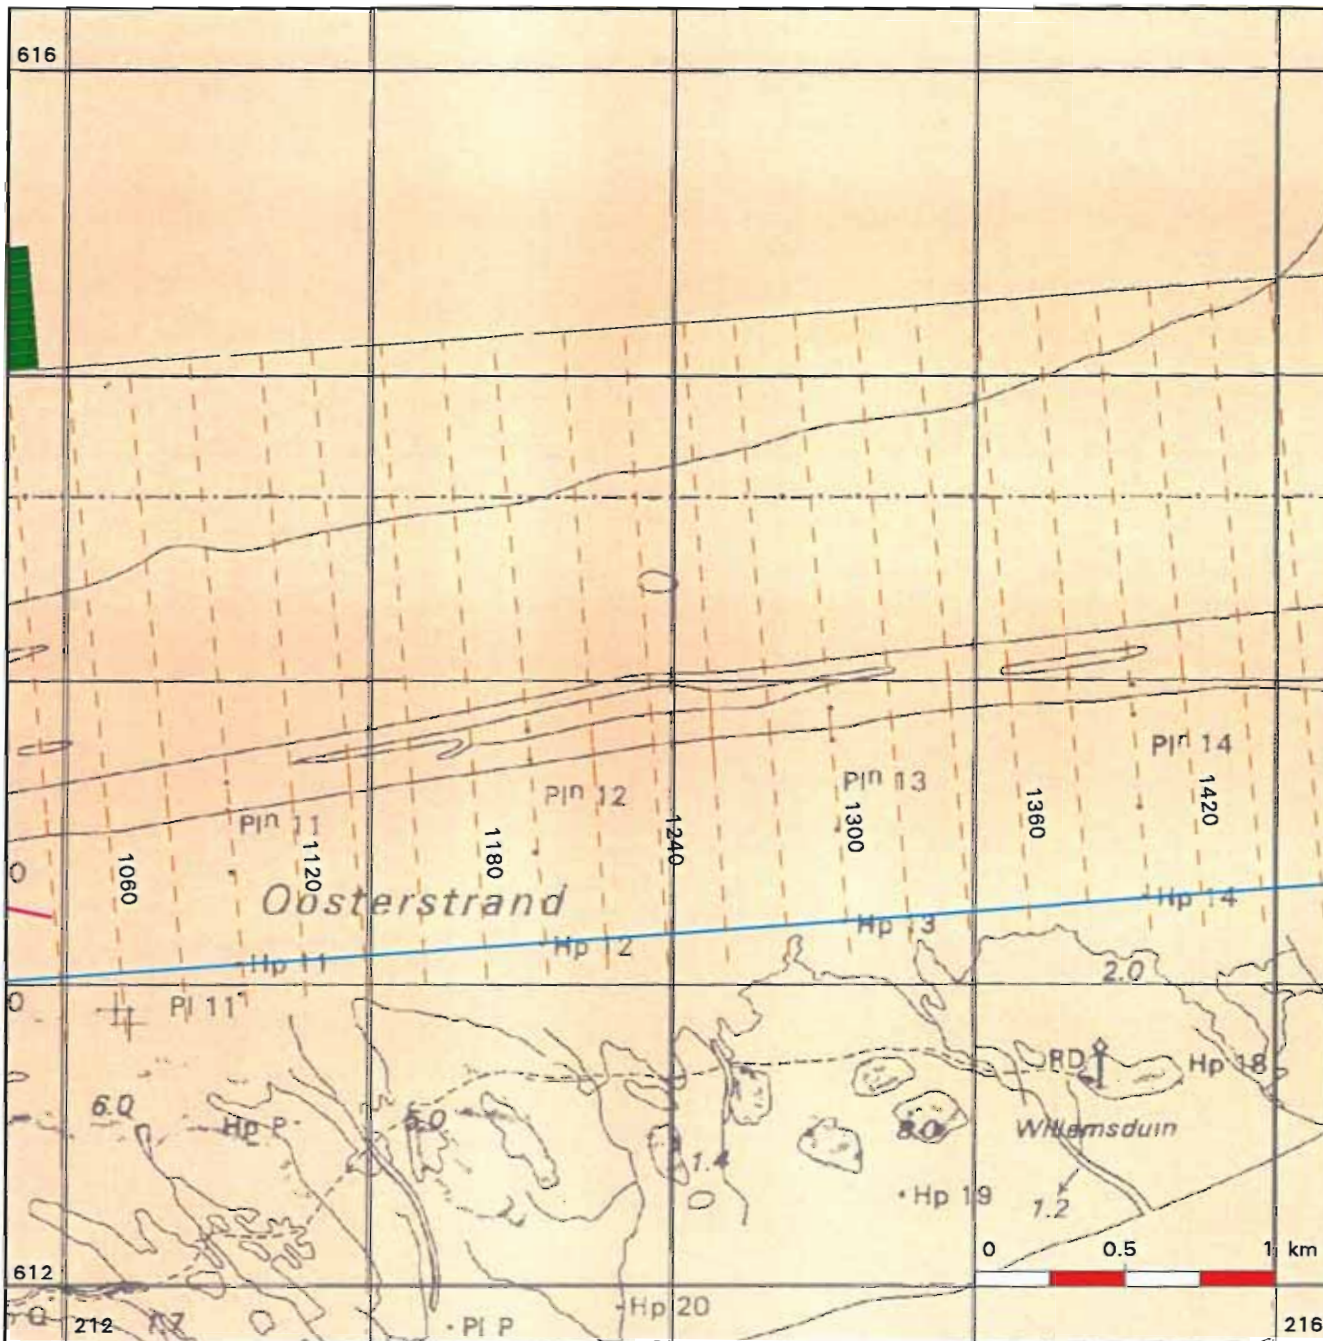 616
Plⁿ 14
Plⁿ 13
Plⁿ 12
Plⁿ 11
1060
1120
1180
1240
1300
1360
1420
Oosterstrand
Hp 14
Hp 13
Hp 12
Hp 11
Pl 11
2.0
RD
Hp 18
6.0
Hp P
5.0
8.0
Willemsduin
1.4
Hp 19
1.2
0 0.5 1 km
612
Hp 20
212
Pl P
216